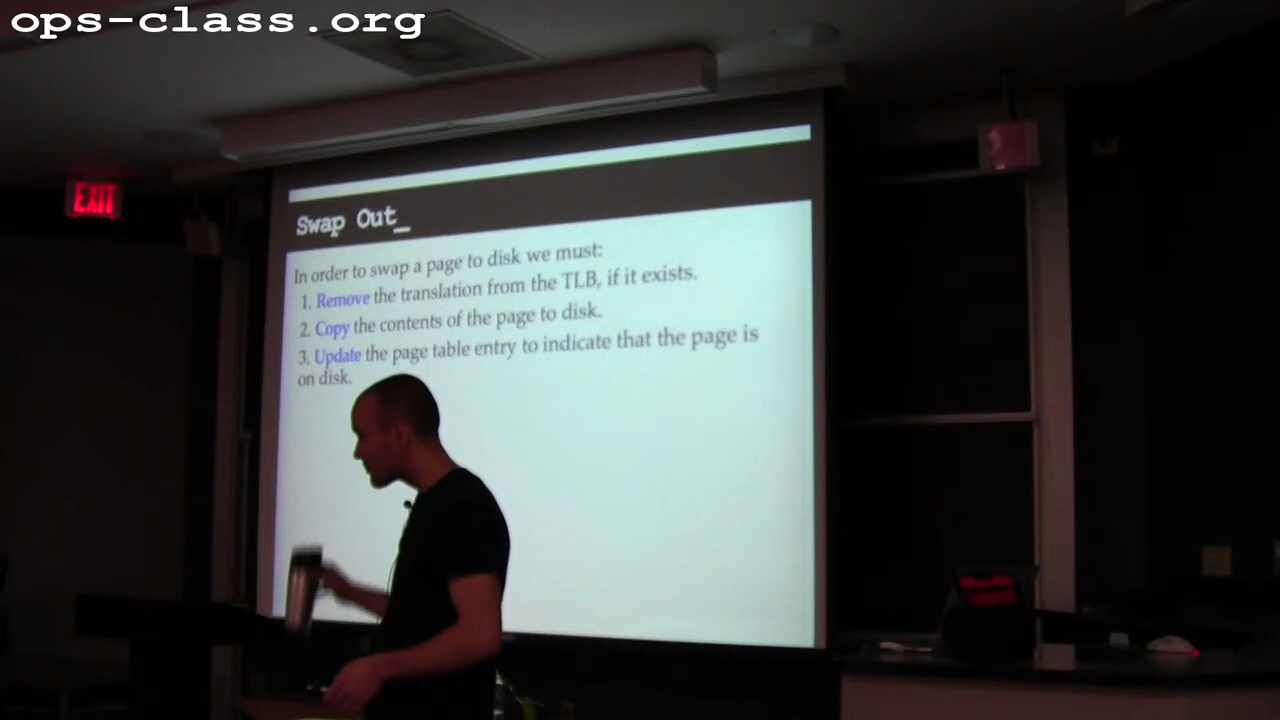 ops-class.org
EXIT
Swap Out_
In order to swap a page to disk we must:
1. Remove the translation from the TLB, if it exists.
2. Copy the contents of the page to disk.
3. Update the page table entry to indicate that the page is
on disk.